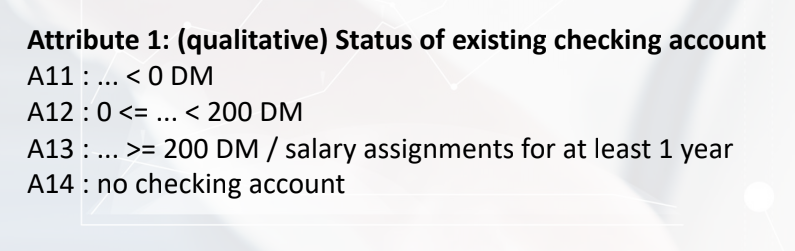 Attribute 1: (qualitative) Status of existing checking account
A11 : ... < 0 DM
A12 : 0 <= ... < 200 DM
A13 : ... >= 200 DM / salary assignments for at least 1 year
A14 : no checking account